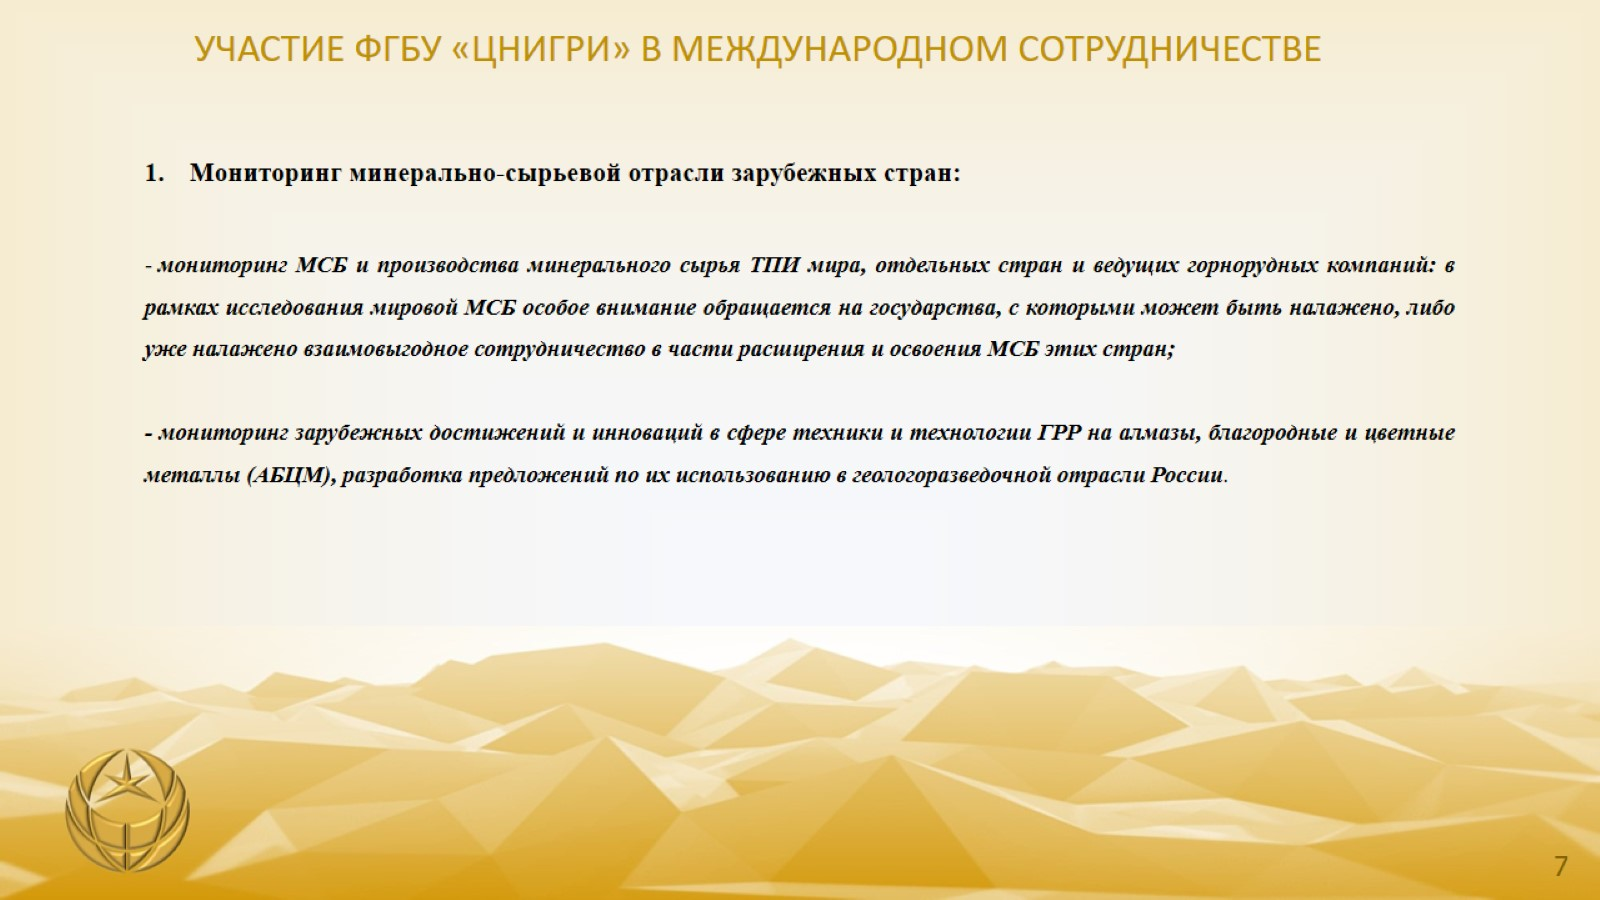 УЧАСТИЕ ФГБУ «ЦНИГРИ» В МЕЖДУНАРОДНОМ СОТРУДНИЧЕСТВЕ
1. Мониторинг минерально-сырьевой отрасли зарубежных стран:
- мониторинг МСБ и производства минерального сырья ТПИ мира, отдельных стран и ведущих горнорудных компаний: в
рамках исследования мировой МСБ особое внимание обращается на государства, с которыми может быть налажено, либо
уже налажено взаимовыгодное сотрудничество в части расширения и освоения МСБ этих стран;
- мониторинг зарубежных достижений и инноваций в сфере техники и технологии ГРР на алмазы, благородные и цветные
металлы (АБЦМ), разработка предложений по их использованию в геологоразведочной отрасли России.
7